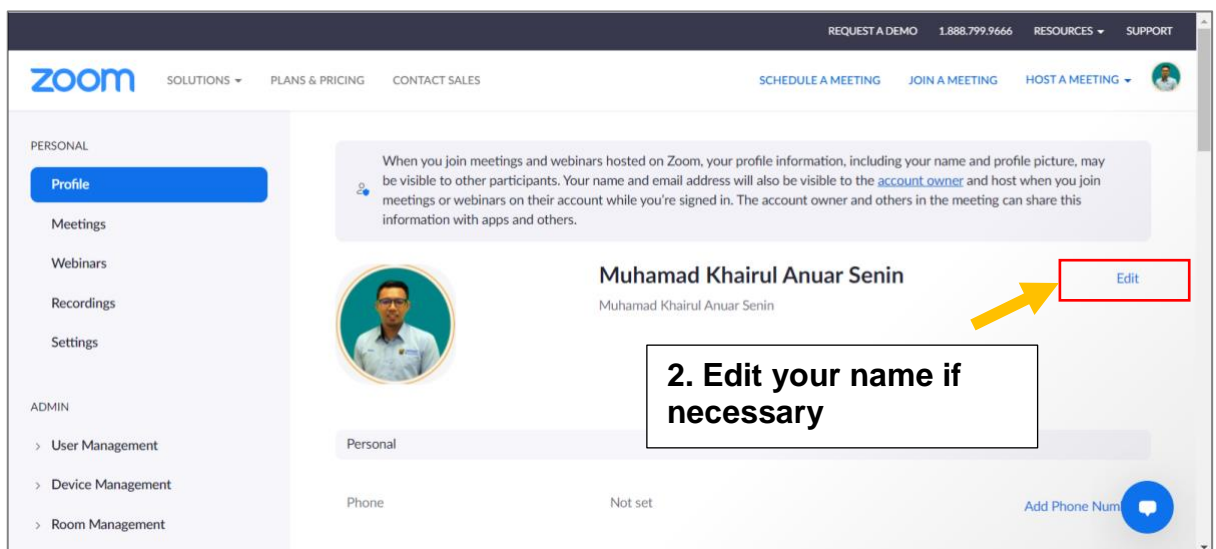 REQUEST A DEMO 1.888.799.9666 RESOURCES SUPPORT
zoom SOLUTIONS PLANS & PRICING CONTACT SALES SCHEDULE A MEETING JOIN A MEETING HOST A MEETING
PERSONAL
Profile
Meetings
Webinars
Recordings
Settings
ADMIN
> User Management
> Device Management
> Room Management
When you join meetings and webinars hosted on Zoom, your profile information, including your name and profile picture, may
be visible to other participants. Your name and email address will also be visible to the account owner and host when you join
meetings or webinars on their account while you're signed in. The account owner and others in the meeting can share this
information with apps and others.
Muhamad Khairul Anuar Senin
Edit
Muhamad Khairul Anuar Senin
2. Edit your name if
necessary
Personal
Phone Not set Add Phone Num